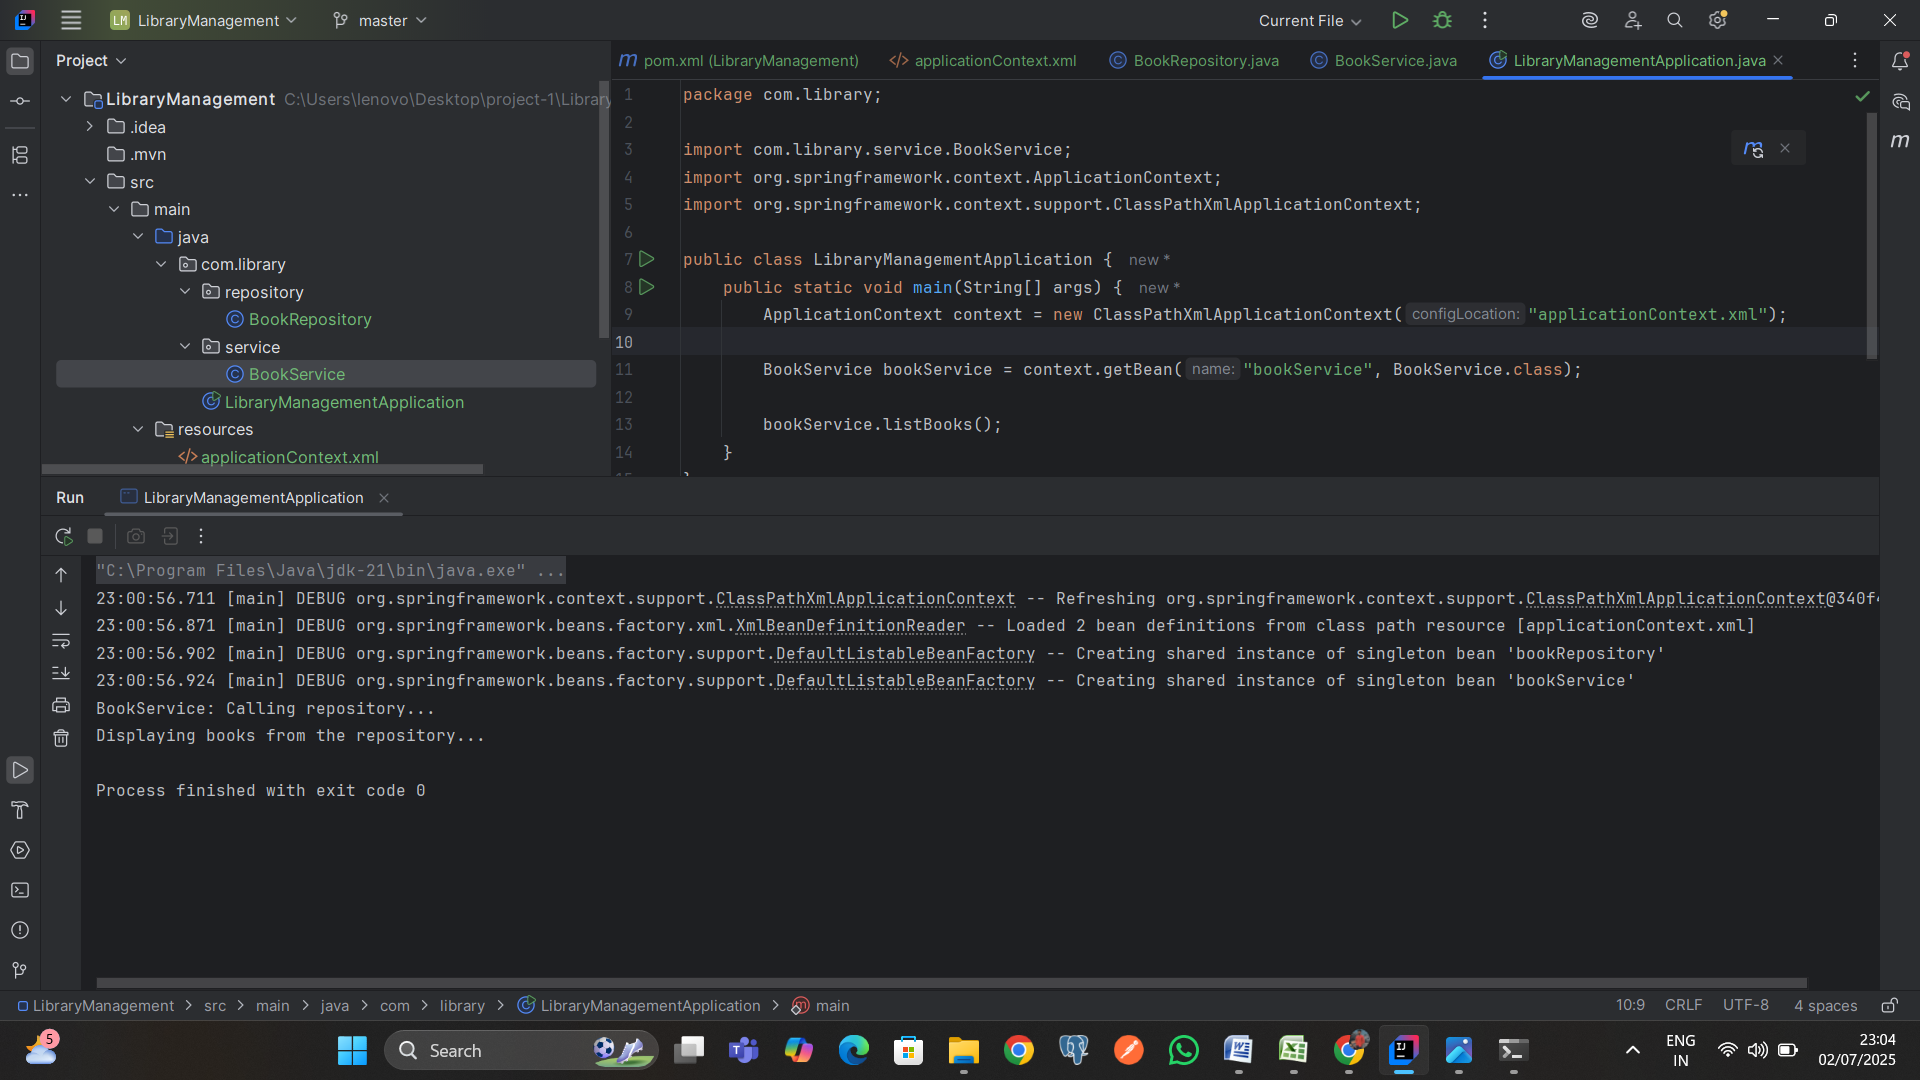 LM LibraryManagement master Current File
Project
pom.xml (LibraryManagement) applicationContext.xml BookRepository.java BookService.java LibraryManagementApplication.java
LibraryManagement C:\Users\lenovo\Desktop\project-1\Library
.idea
.mvn
src
main
java
com.library
repository
BookRepository
service
BookService
LibraryManagementApplication
resources
applicationContext.xml
1 package com.library;
2
3 import com.library.service.BookService;
4 import org.springframework.context.ApplicationContext;
5 import org.springframework.context.support.ClassPathXmlApplicationContext;
6
7 public class LibraryManagementApplication { new *
8 public static void main(String[] args) { new *
9 ApplicationContext context = new ClassPathXmlApplicationContext( configLocation: "applicationContext.xml");
10
11 BookService bookService = context.getBean( name: "bookService", BookService.class);
12
13 bookService.listBooks();
14 }
Run LibraryManagementApplication
"C:\Program Files\Java\jdk-21\bin\java.exe" ...
23:00:56.711 [main] DEBUG org.springframework.context.support.ClassPathXmlApplicationContext -- Refreshing org.springframework.context.support.ClassPathXmlApplicationContext@340f4
23:00:56.871 [main] DEBUG org.springframework.beans.factory.xml.XmlBeanDefinitionReader -- Loaded 2 bean definitions from class path resource [applicationContext.xml]
23:00:56.902 [main] DEBUG org.springframework.beans.factory.support.DefaultListableBeanFactory -- Creating shared instance of singleton bean 'bookRepository'
23:00:56.924 [main] DEBUG org.springframework.beans.factory.support.DefaultListableBeanFactory -- Creating shared instance of singleton bean 'bookService'
BookService: Calling repository...
Displaying books from the repository...
Process finished with exit code 0
LibraryManagement > src > main > java > com > library > LibraryManagementApplication > main 10:9 CRLF UTF-8 4 spaces
5 Search ENG 23:04
IN 02/07/2025